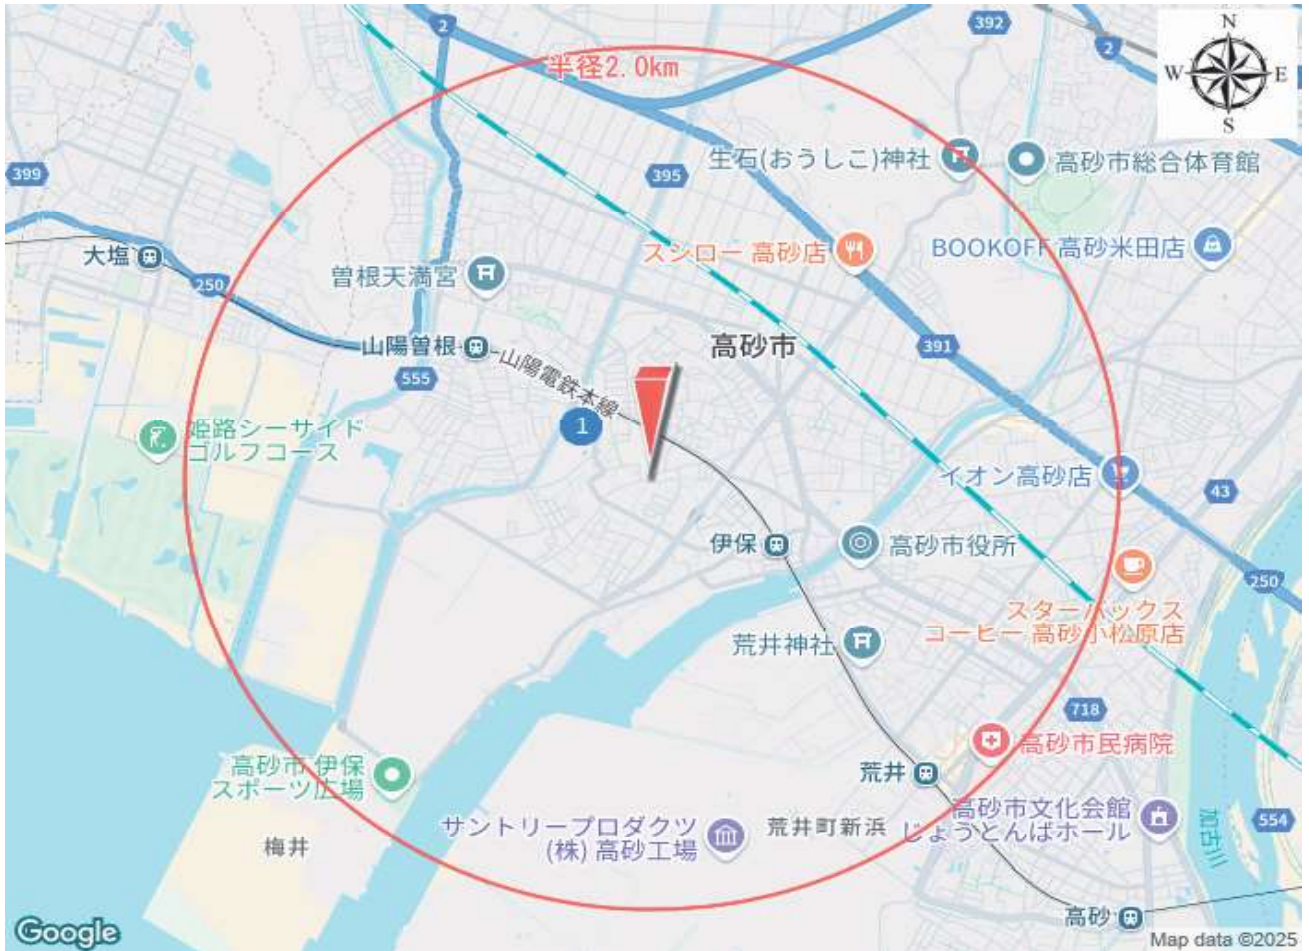 2
392
2
N
W
E
S
半径2.0km
399
395
生石(おうしこ)神社
高砂市総合体育館
大塩
スシロー 高砂店
BOOKOFF 高砂米田店
曽根天満宮
250
山陽曽根
高砂市
391
555
山陽電鉄本線
1
姫路シーサイド
ゴルフコース
イオン高砂店
43
伊保
高砂市役所
250
スターバックス
コーヒー 高砂小松原店
荒井神社
718
高砂市 伊保
スポーツ広場
高砂市民病院
荒井
サントリープロダクツ
(株) 高砂工場
荒井町新浜
高砂市文化会館
じょうとんばホール
加古川
554
梅井
高砂
Google
Map data ©2025